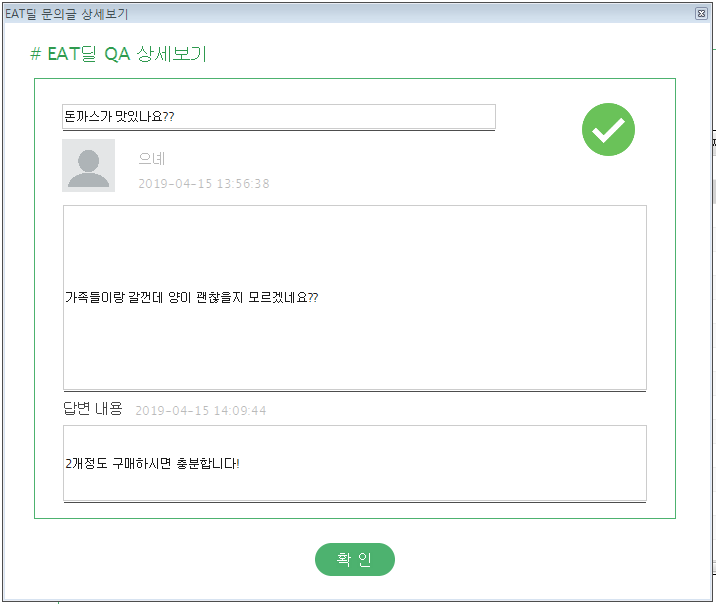 EAT딜 문의글 상세보기
# EAT딜 QA 상세보기
돈까스가 맛있나요??
으네
2019-04-15 13:56:38
가족들이랑 갈껀데 양이 괜찮을지 모르겠네요??
답변 내용 2019-04-15 14:09:44
2개정도 구매하시면 충분합니다!
확 인